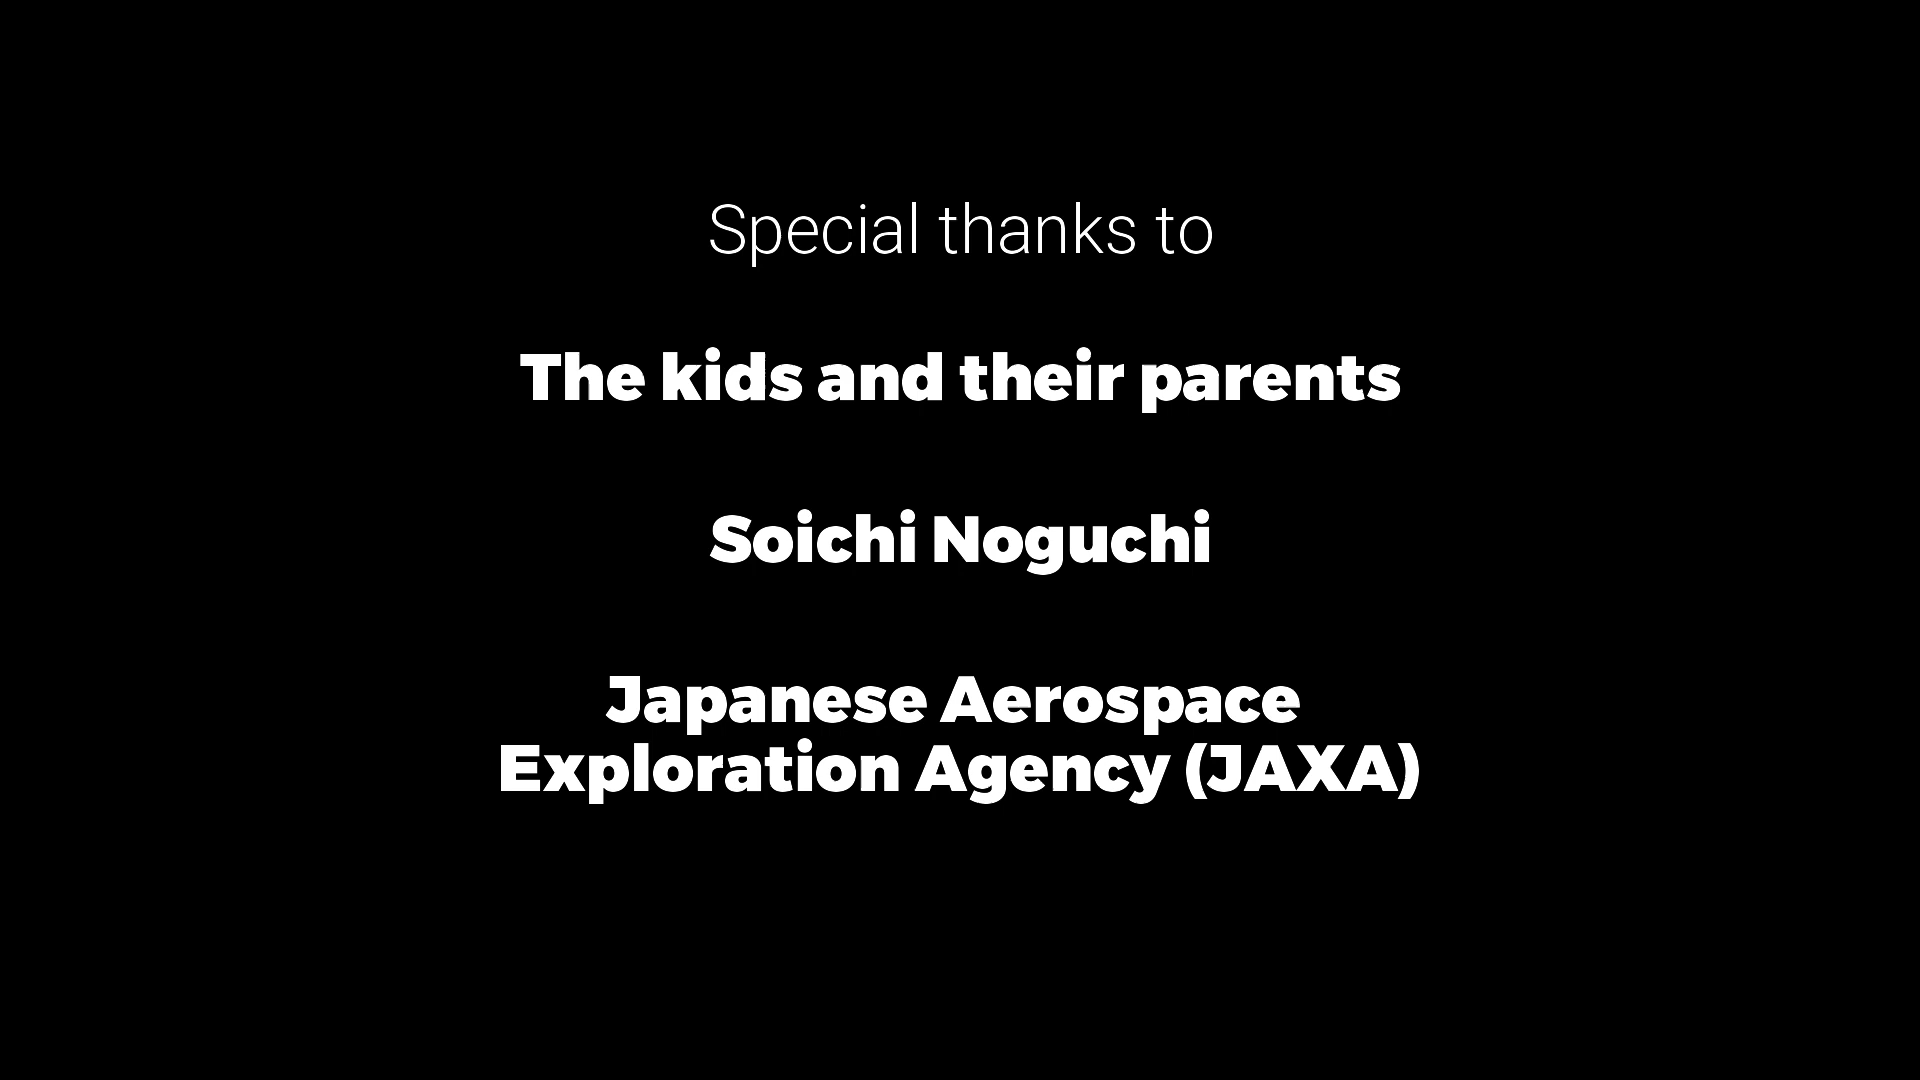 Special thanks to
The kids and their parents
Soichi Noguchi
Japanese Aerospace
Exploration Agency (JAXA)